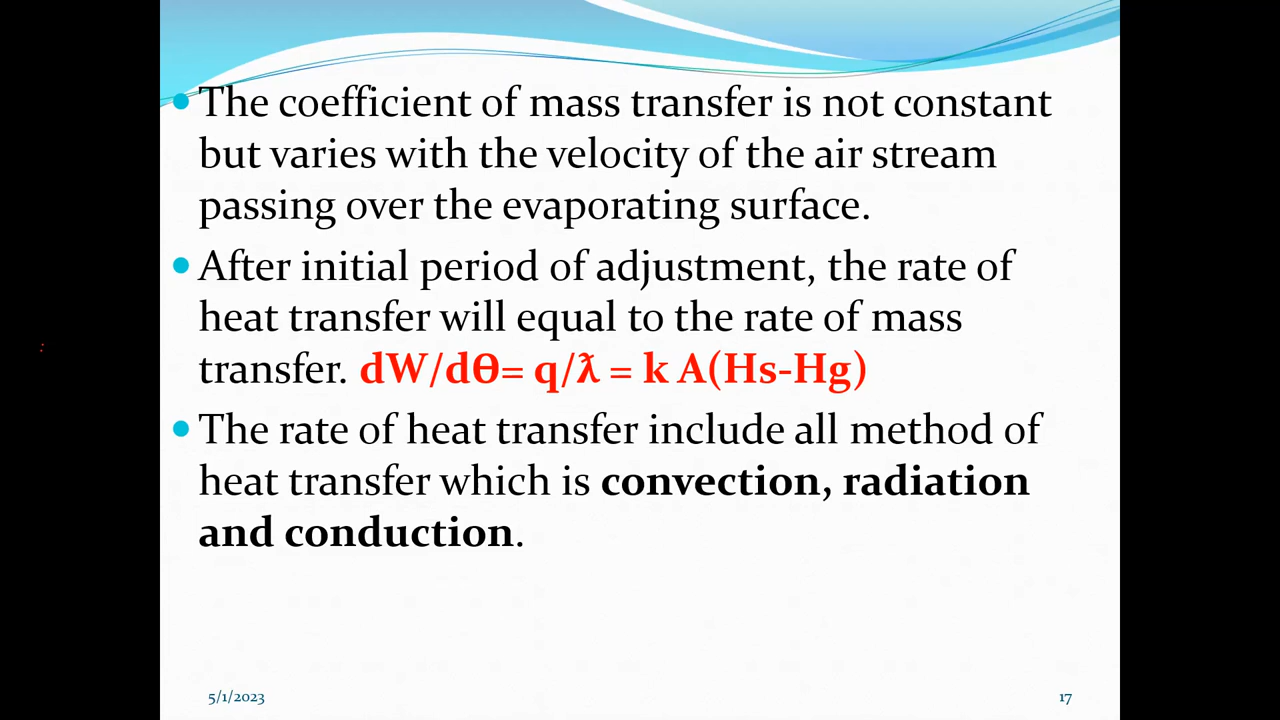 • The coefficient of mass transfer is not constant
but varies with the velocity of the air stream
passing over the evaporating surface.
• After initial period of adjustment, the rate of
heat transfer will equal to the rate of mass
transfer. dW/dΘ= q/ƛ = k A(Hs-Hg)
• The rate of heat transfer include all method of
heat transfer which is convection, radiation
and conduction.
5/1/2023
17